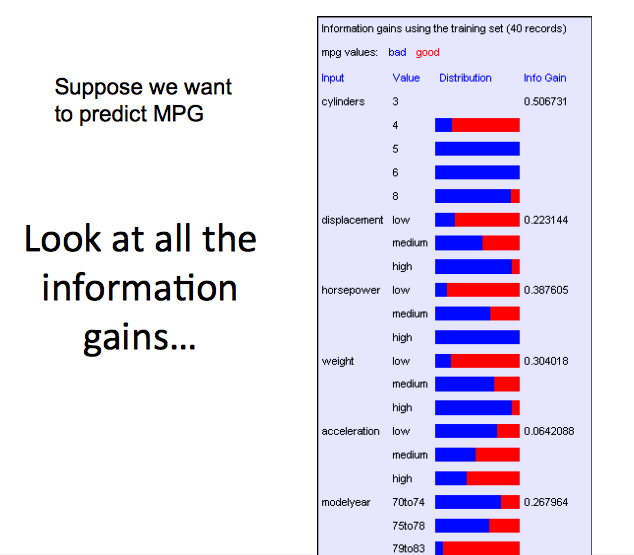 Suppose we want
to predict MPG
Look at all the
information
gains...
Information gains using the training set (40 records)
mpg values: bad good
Input Value Distribution Info Gain
cylinders 3 0.506731
4
5
6
8
displacement low 0.223144
medium
high
horsepower low 0.387605
medium
high
weight low 0.304018
medium
high
acceleration low 0.0642088
medium
high
modelyear 70to74 0.267964
75to78
79to83